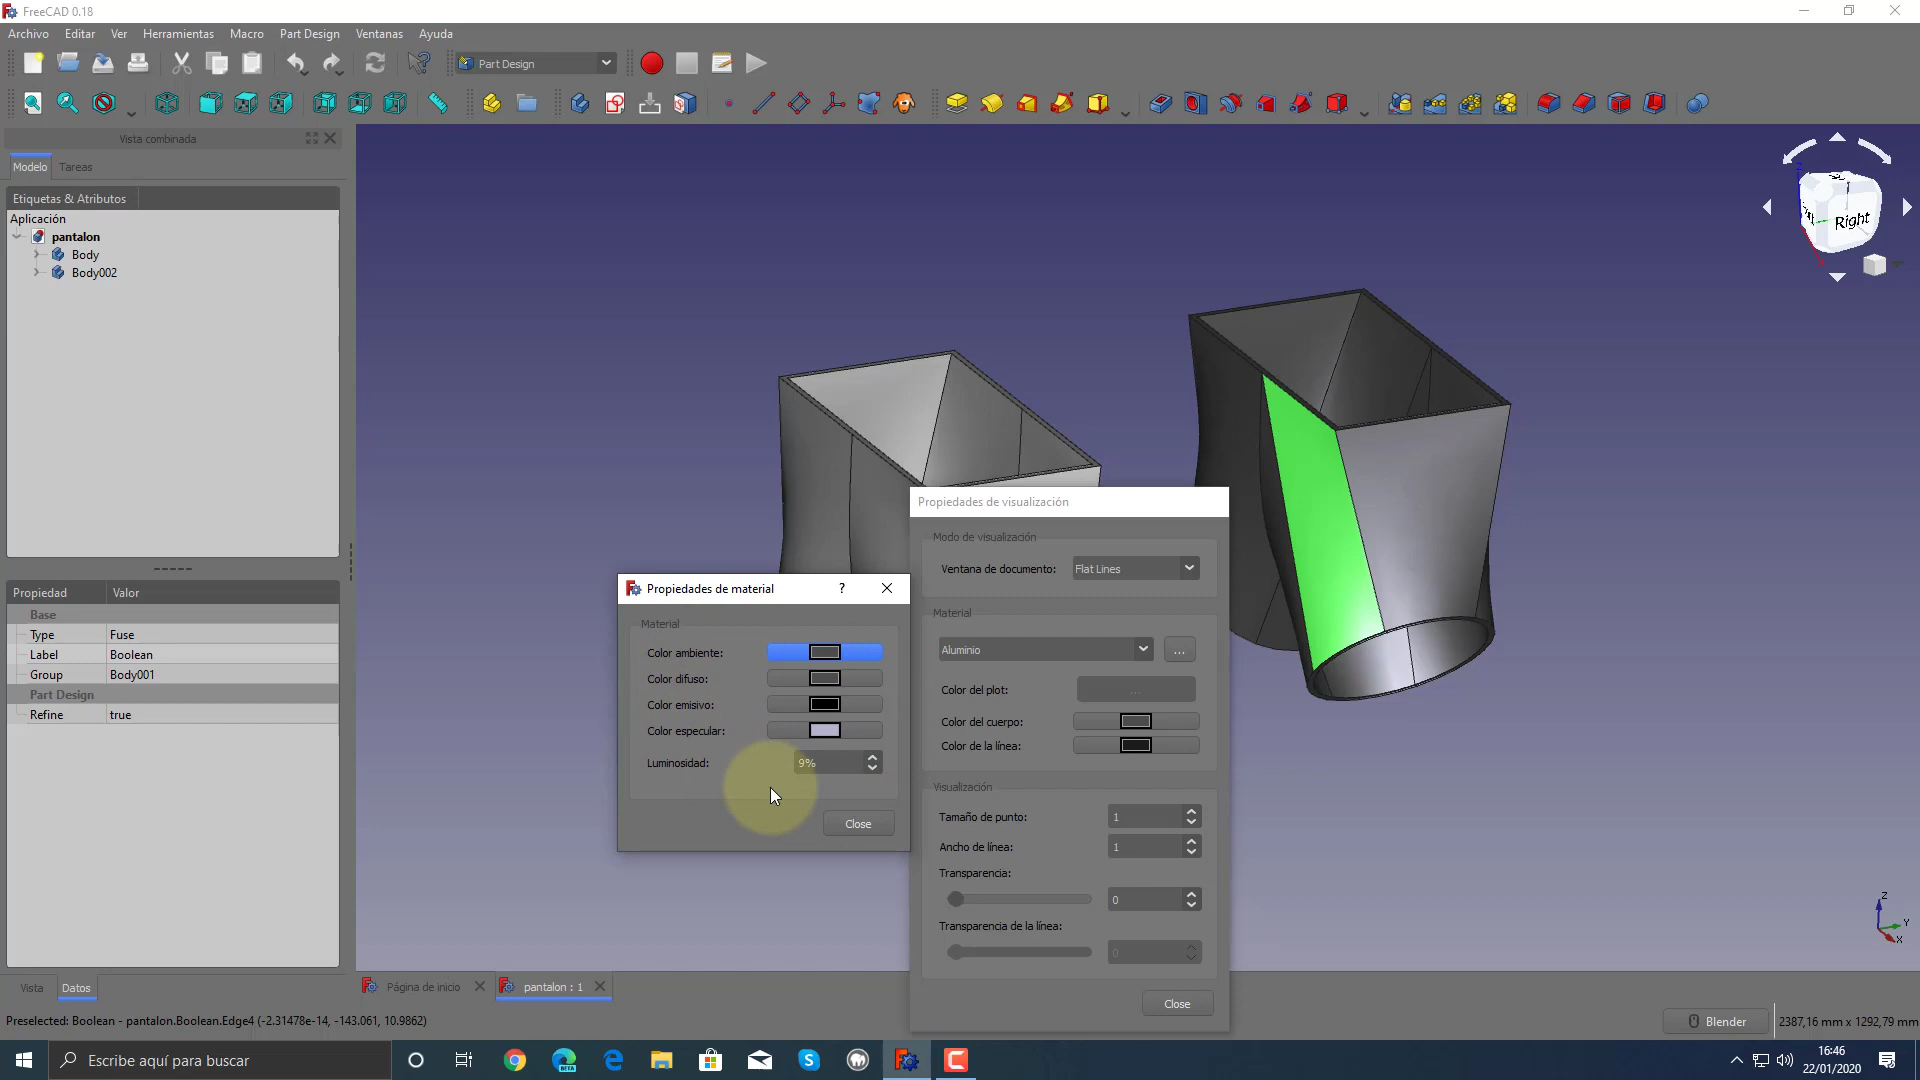 FreeCAD 0.18
Archivo Editar Ver Herramientas Macro Part Design Ventanas Ayuda
Part Design
Vista combinada
Modelo Tareas
Etiquetas & Atributos
Aplicación
pantalon
Body
Body002
Propiedad Valor
Base
Type Fuse
Label Boolean
Group Body001
Part Design
Refine true
Vista Datos
Right
Z
Y
X
Propiedades de material ?
Material
Color ambiente:
Color difuso:
Color emisivo:
Color especular:
Luminosidad: 9%
Close
Propiedades de visualización
Modo de visualización
Ventana de documento: Flat Lines
Material
Aluminio ...
Color del plot: ...
Color del cuerpo:
Color de la línea:
Visualización
Tamaño de punto: 1
Ancho de línea: 1
Transparencia:
0
Transparencia de la línea:
0
Close
Página de inicio pantalon : 1
Preselected: Boolean - pantalon.Boolean.Edge4 (-2.31478e-14, -143.061, 10.9862)
Blender 2387,16 mm x 1292,79 mm
Escribe aquí para buscar
BETA
16:46
22/01/2020